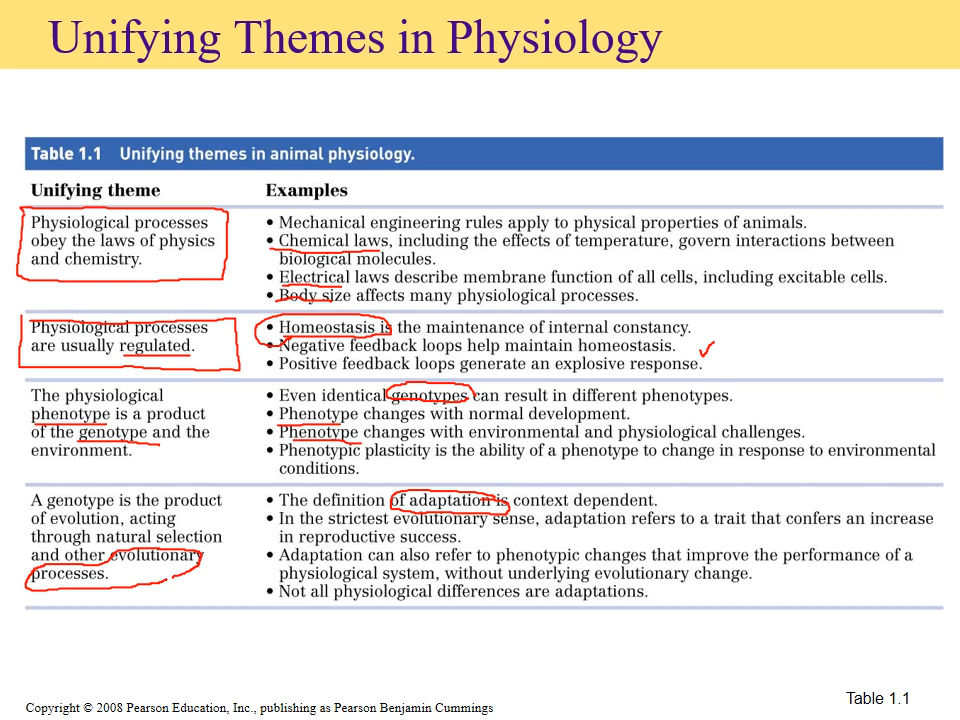 Unifying Themes in Physiology
Table 1.1 Unifying themes in animal physiology.
Unifying theme Examples
Physiological processes
obey the laws of physics
and chemistry.
• Mechanical engineering rules apply to physical properties of animals.
• Chemical laws, including the effects of temperature, govern interactions between
biological molecules.
• Electrical laws describe membrane function of all cells, including excitable cells.
• Body size affects many physiological processes.
Physiological processes
are usually regulated.
• Homeostasis is the maintenance of internal constancy.
• Negative feedback loops help maintain homeostasis.
• Positive feedback loops generate an explosive response.
The physiological
phenotype is a product
of the genotype and the
environment.
• Even identical genotypes can result in different phenotypes.
• Phenotype changes with normal development.
• Phenotype changes with environmental and physiological challenges.
• Phenotypic plasticity is the ability of a phenotype to change in response to environmental
conditions.
A genotype is the product
of evolution, acting
through natural selection
and other evolutionary
processes.
• The definition of adaptation is context dependent.
• In the strictest evolutionary sense, adaptation refers to a trait that confers an increase
in reproductive success.
• Adaptation can also refer to phenotypic changes that improve the performance of a
physiological system, without underlying evolutionary change.
• Not all physiological differences are adaptations.
Table 1.1
Copyright © 2008 Pearson Education, Inc., publishing as Pearson Benjamin Cummings